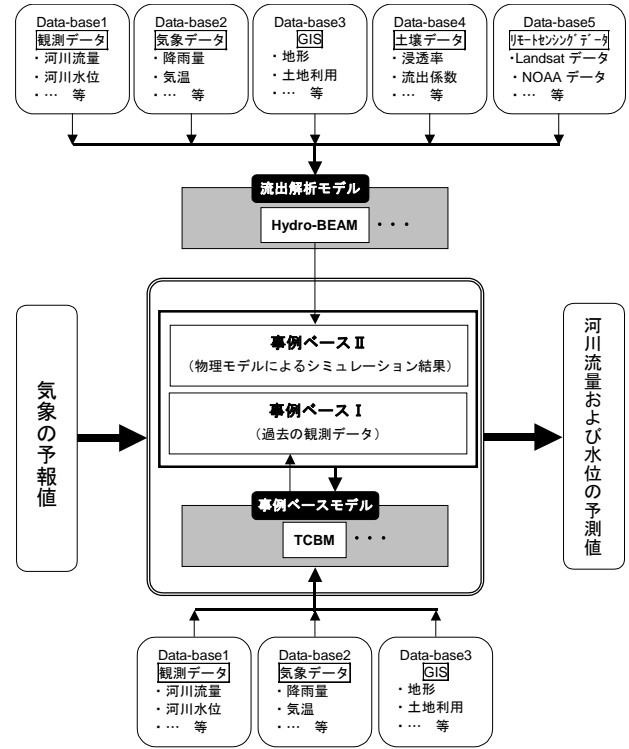 Data-base1
観測データ
・河川流量
・河川水位
・… 等
Data-base2
気象データ
・降雨量
・気温
・… 等
Data-base3
GIS
・地形
・土地利用
・… 等
Data-base4
土壌データ
・浸透率
・流出係数
・… 等
Data-base5
ﾘﾓｰﾄｾﾝｼﾝｸﾞﾃﾞｰﾀ
・Landsat データ
・NOAA データ
・… 等
流出解析モデル
Hydro-BEAM ・・・
事例ベースⅡ
(物理モデルによるシミュレーション結果)
事例ベースⅠ
(過去の観測データ)
気象の予報値
河川流量および水位の予測値
事例ベースモデル
TCBM ・・・
Data-base1
観測データ
・河川流量
・河川水位
・… 等
Data-base2
気象データ
・降雨量
・気温
・… 等
Data-base3
GIS
・地形
・土地利用
・… 等